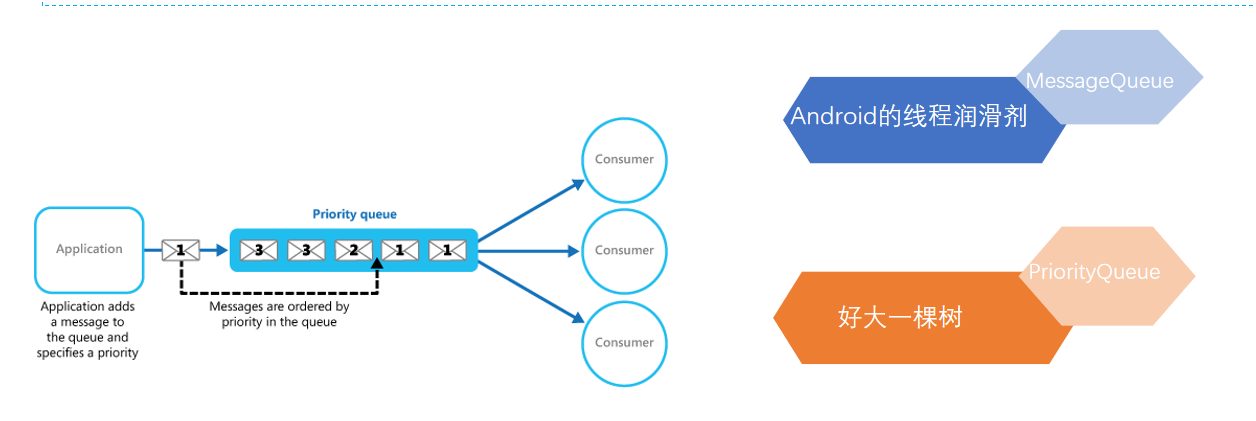 Priority queue
Application
1
3
3
2
1
1
Consumer
Consumer
Consumer
Application adds
a message to
the queue and
specifies a priority
Messages are ordered by
priority in the queue
MessageQueue
Android的线程润滑剂
PriorityQueue
好大一棵树